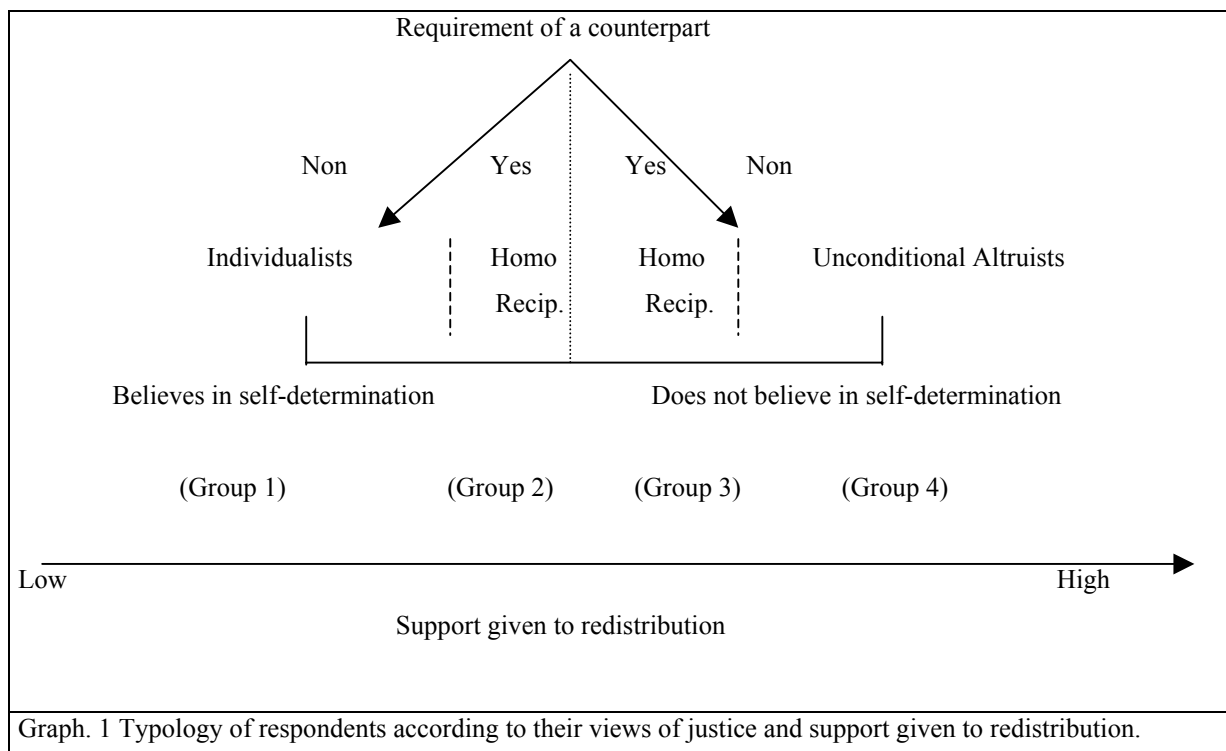 Requirement of a counterpart
Non Yes Yes Non
Individualists Homo Homo Unconditional Altruists
Recip. Recip.
Believes in self-determination Does not believe in self-determination
(Group 1) (Group 2) (Group 3) (Group 4)
Low High
Support given to redistribution
Graph. 1 Typology of respondents according to their views of justice and support given to redistribution.